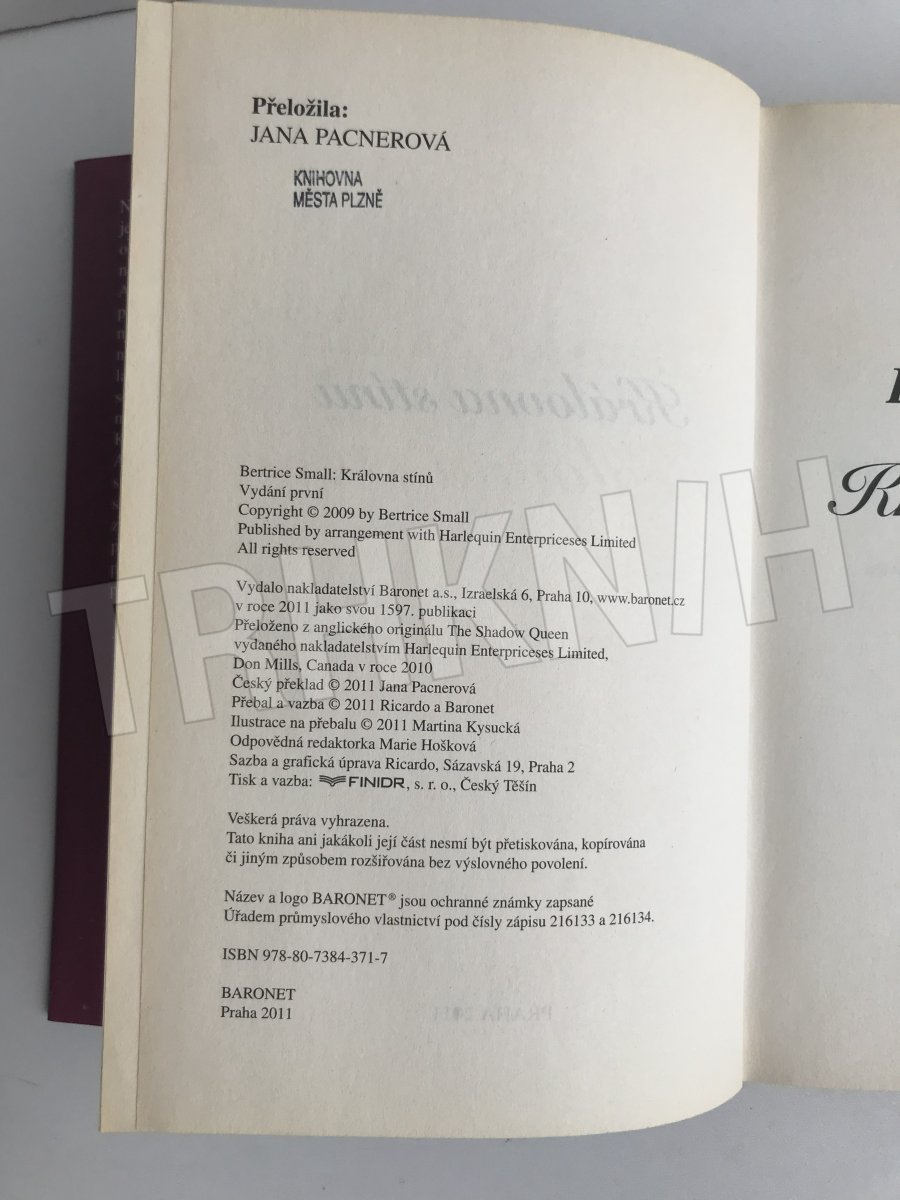 Přeložila:
JANA PACNEROVÁ
KNIHOVNA
MĚSTA PLZNĚ
Královna stínů
Bertrice Small: Královna stínů
Vydání první
Copyright © 2009 by Bertrice Small
Published by arrangement with Harlequin Enterpriceses Limited
All rights reserved
Vydalo nakladatelství Baronet a.s., Izraelská 6, Praha 10, www.baronet.cz
v roce 2011 jako svou 1597. publikaci
Přeloženo z anglického originálu The Shadow Queen
vydaného nakladatelstvím Harlequin Enterpriceses Limited,
Don Mills, Canada v roce 2010
Český překlad © 2011 Jana Pacnerová
Přebal a vazba © 2011 Ricardo a Baronet
Ilustrace na přebalu © 2011 Martina Kysucká
Odpovědná redaktorka Marie Hošková
Sazba a grafická úprava Ricardo, Sázavská 19, Praha 2
Tisk a vazba: FINIDR, s. r. o., Český Těšín
Veškerá práva vyhrazena.
Tato kniha ani jakákoli její část nesmí být přetiskována, kopírována
či jiným způsobem rozšiřována bez výslovného povolení.
Název a logo BARONET® jsou ochranné známky zapsané
Úřadem průmyslového vlastnictví pod čísly zápisu 216133 a 216134.
ISBN 978-80-7384-371-7
BARONET
Praha 2011
PRAHA 2011
TRHKNIH